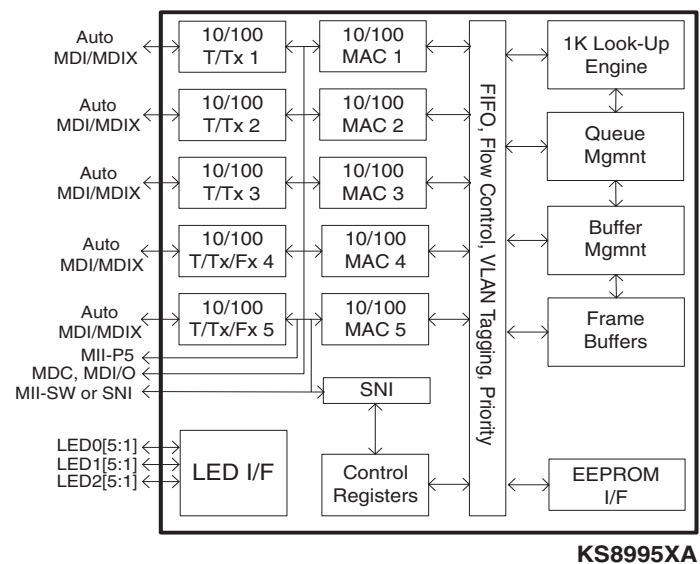 Auto
MDI/MDIX
10/100
T/Tx 1
10/100
MAC 1
1K Look-Up
Engine
Auto
MDI/MDIX
10/100
T/Tx 2
10/100
MAC 2
Queue
Mgmnt
Auto
MDI/MDIX
10/100
T/Tx 3
10/100
MAC 3
FIFO, Flow Control, VLAN Tagging, Priority
Auto
MDI/MDIX
10/100
T/Tx/Fx 4
10/100
MAC 4
Buffer
Mgmnt
Auto
MDI/MDIX
10/100
T/Tx/Fx 5
10/100
MAC 5
Frame
Buffers
MII-P5
MDC, MDI/O
MII-SW or SNI
SNI
LED0[5:1]
LED1[5:1]
LED2[5:1]
LED I/F
Control
Registers
EEPROM
I/F
KS8995XA